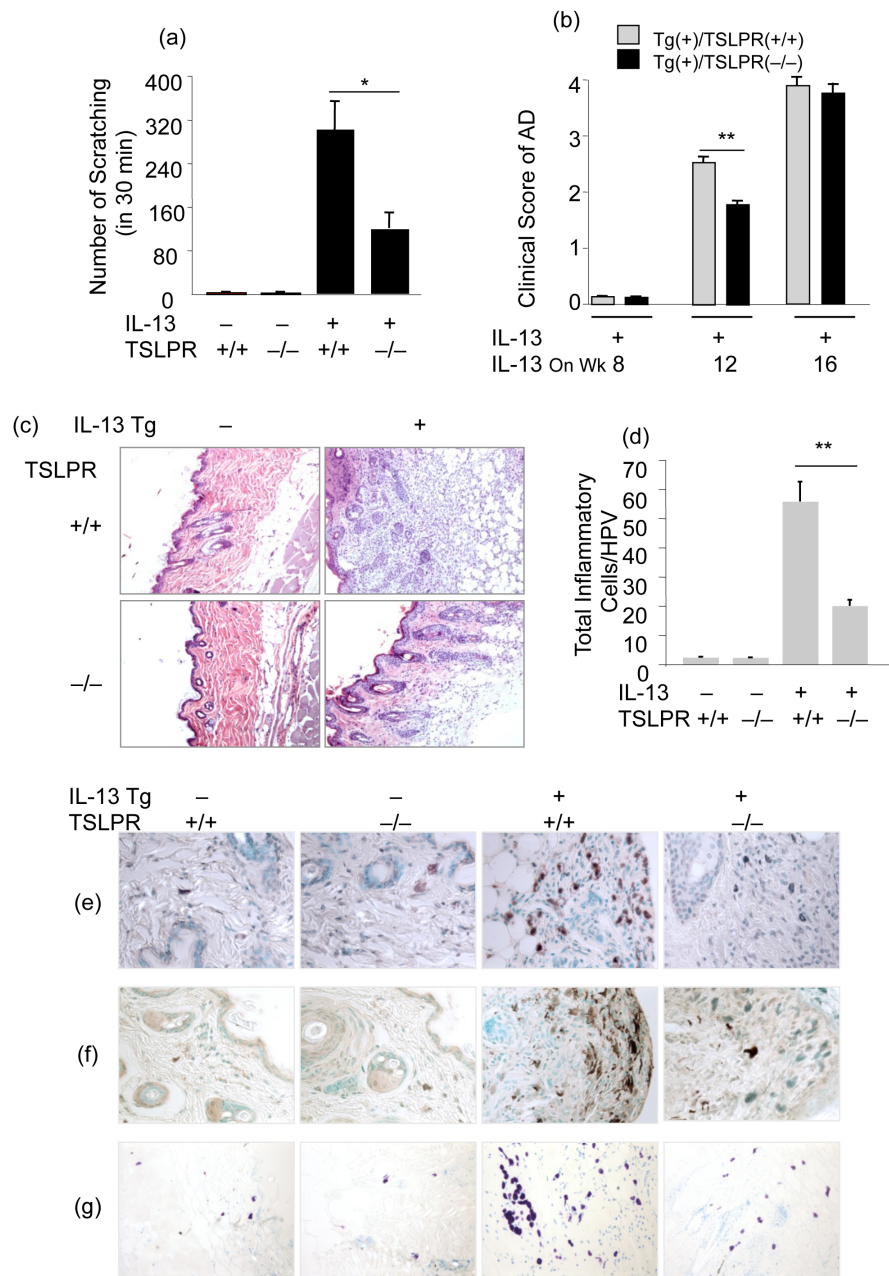 (a)
Number of Scratching
(in 30 min)
400
320
240
160
80
0
*
IL-13 – – + +
TSLPR +/+ –/– +/+ –/–
(b)
Tg(+)/TSLPR(+/+)
Tg(+)/TSLPR(–/–)
Clinical Score of AD
4
3
2
1
0
**
IL-13 + + +
IL-13 On Wk 8 12 16
(c)
IL-13 Tg – +
TSLPR
+/+
–/–
(d)
Total Inflammatory
Cells/HPV
70
60
50
40
30
20
10
0
**
IL-13 – – + +
TSLPR +/+ –/– +/+ –/–
IL-13 Tg – – + +
TSLPR +/+ –/– +/+ –/–
(e)
(f)
(g)